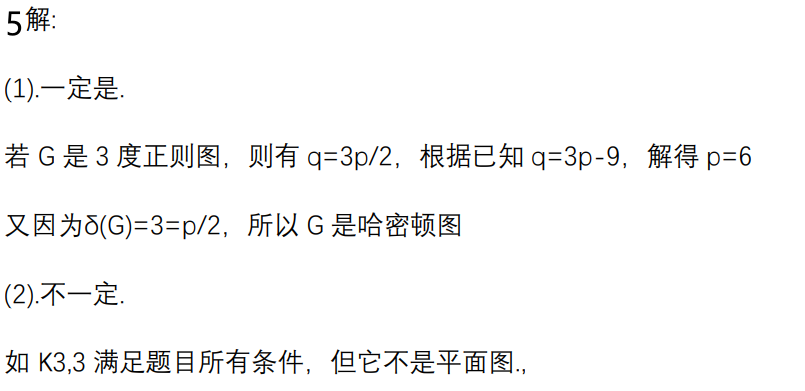 5解:
(1).一定是.
若 G 是 3 度正则图，则有 q=3p/2，根据已知 q=3p-9，解得 p=6
又因为δ(G)=3=p/2，所以 G 是哈密顿图
(2).不一定.
如 K3,3 满足题目所有条件，但它不是平面图.,